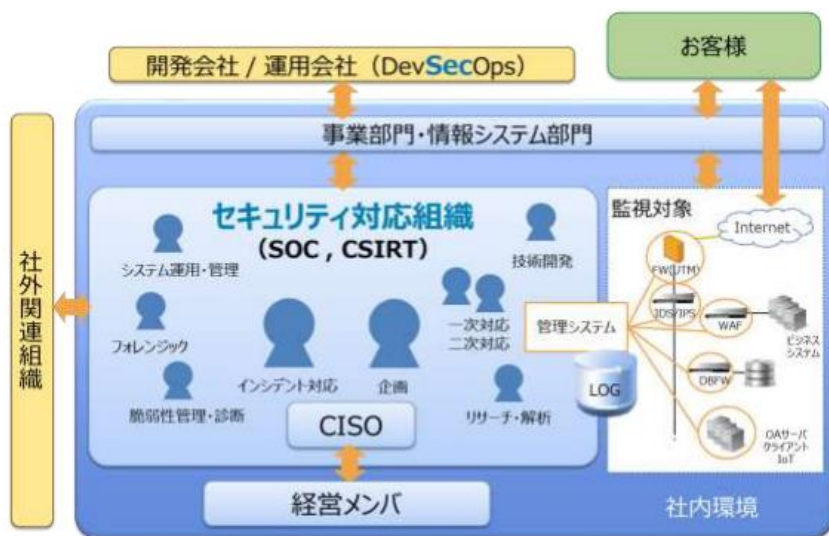 開発会社 / 運用会社（DevSecOps）
お客様
事業部門・情報システム部門
社外関連組織
セキュリティ対応組織
（SOC , CSIRT）
システム運用・管理
技術開発
フォレンジック
インシデント対応
企画
一次対応
二次対応
脆弱性管理・診断
リサーチ・解析
CISO
経営メンバ
監視対象
Internet
FW(UTM)
IDS/IPS
WAF
ビジネス
システム
管理システム
LOG
DBFW
OAサーバ
クライアント
IoT
社内環境